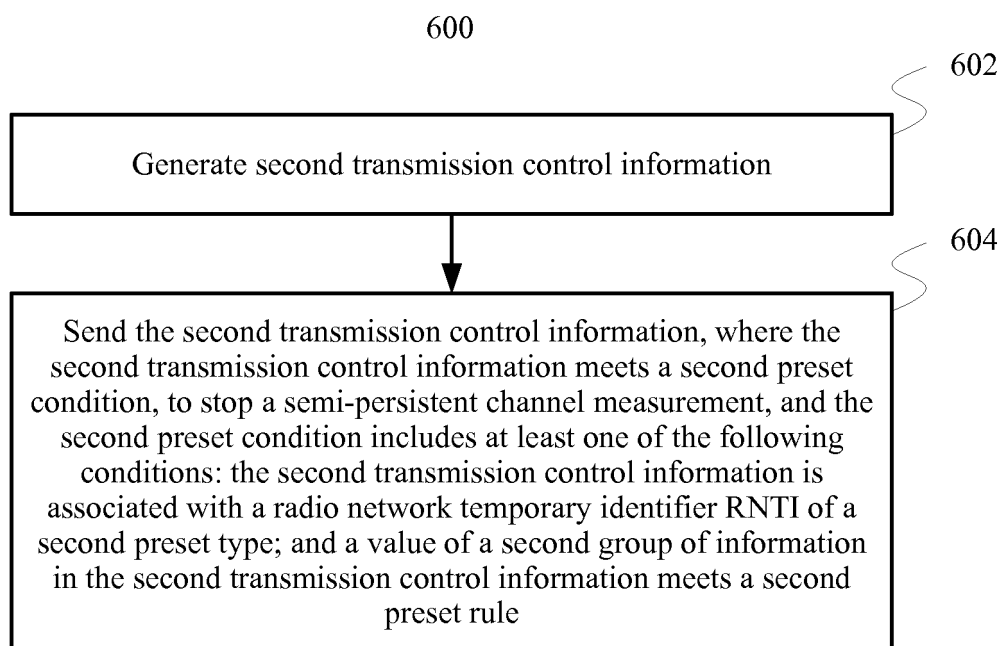 600
602
Generate second transmission control information
604
Send the second transmission control information, where the
second transmission control information meets a second preset
condition, to stop a semi-persistent channel measurement, and the
second preset condition includes at least one of the following
conditions: the second transmission control information is
associated with a radio network temporary identifier RNTI of a
second preset type; and a value of a second group of information
in the second transmission control information meets a second
preset rule